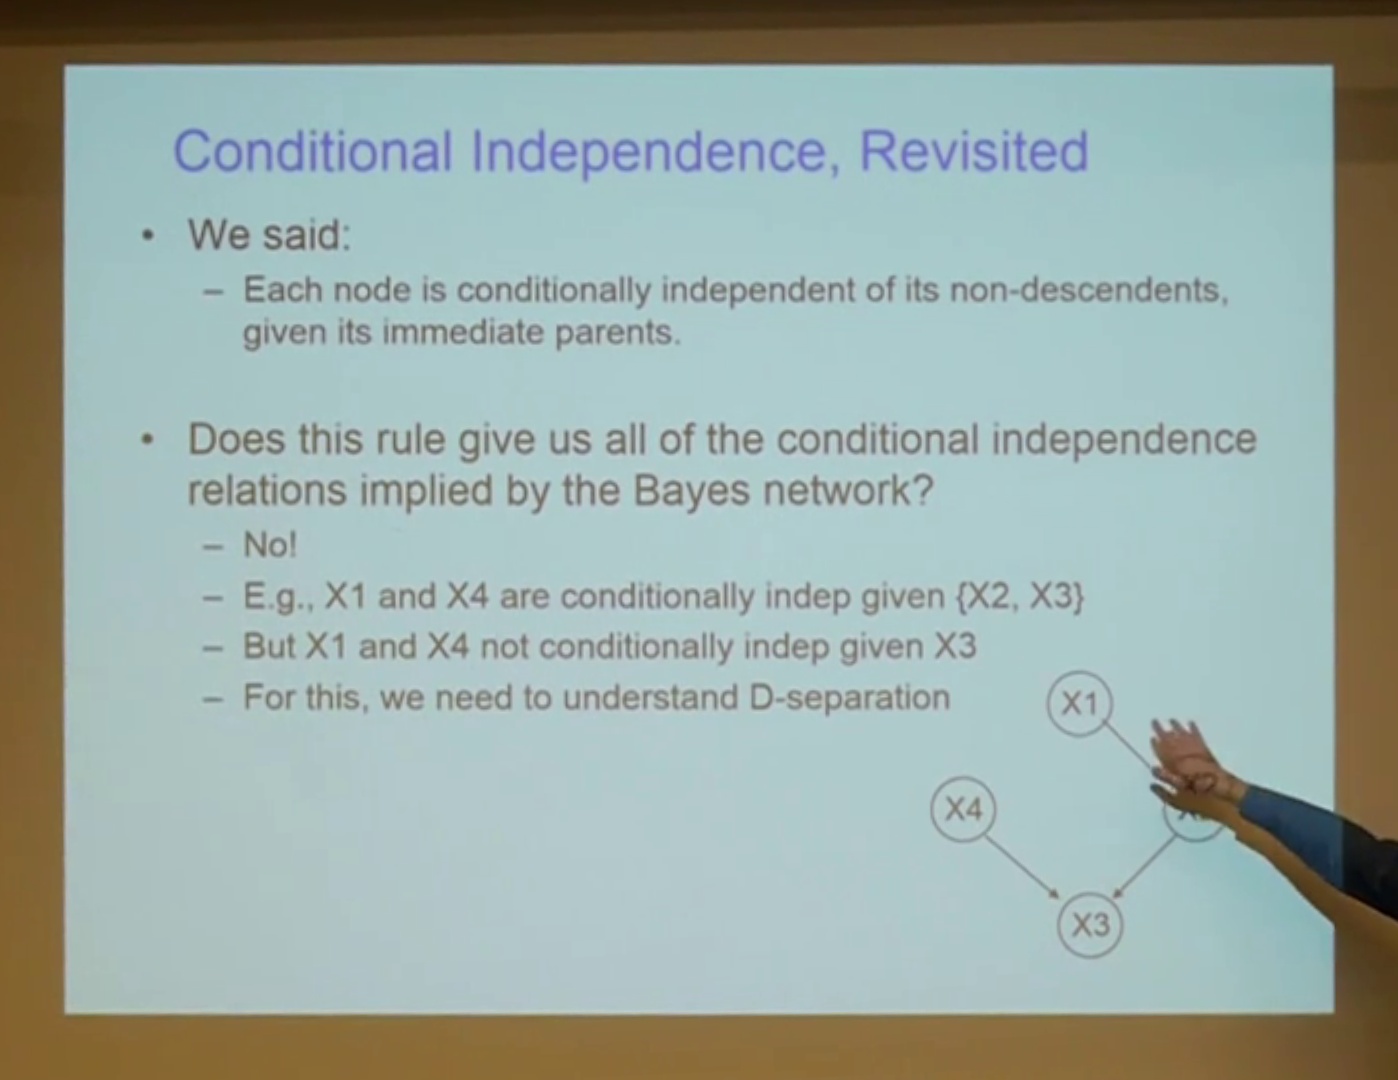 Conditional Independence, Revisited
• We said:
– Each node is conditionally independent of its non-descendents,
given its immediate parents.
• Does this rule give us all of the conditional independence
relations implied by the Bayes network?
– No!
– E.g., X1 and X4 are conditionally indep given {X2, X3}
– But X1 and X4 not conditionally indep given X3
– For this, we need to understand D-separation
X1
X4
X3